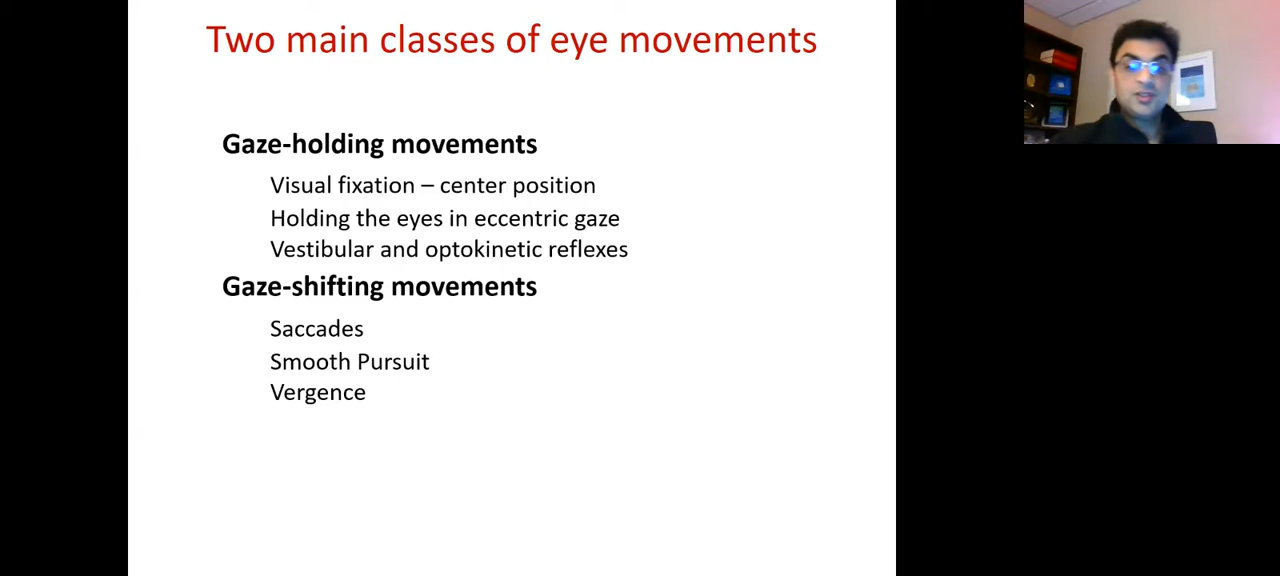 Two main classes of eye movements
Gaze-holding movements
Visual fixation – center position
Holding the eyes in eccentric gaze
Vestibular and optokinetic reflexes
Gaze-shifting movements
Saccades
Smooth Pursuit
Vergence